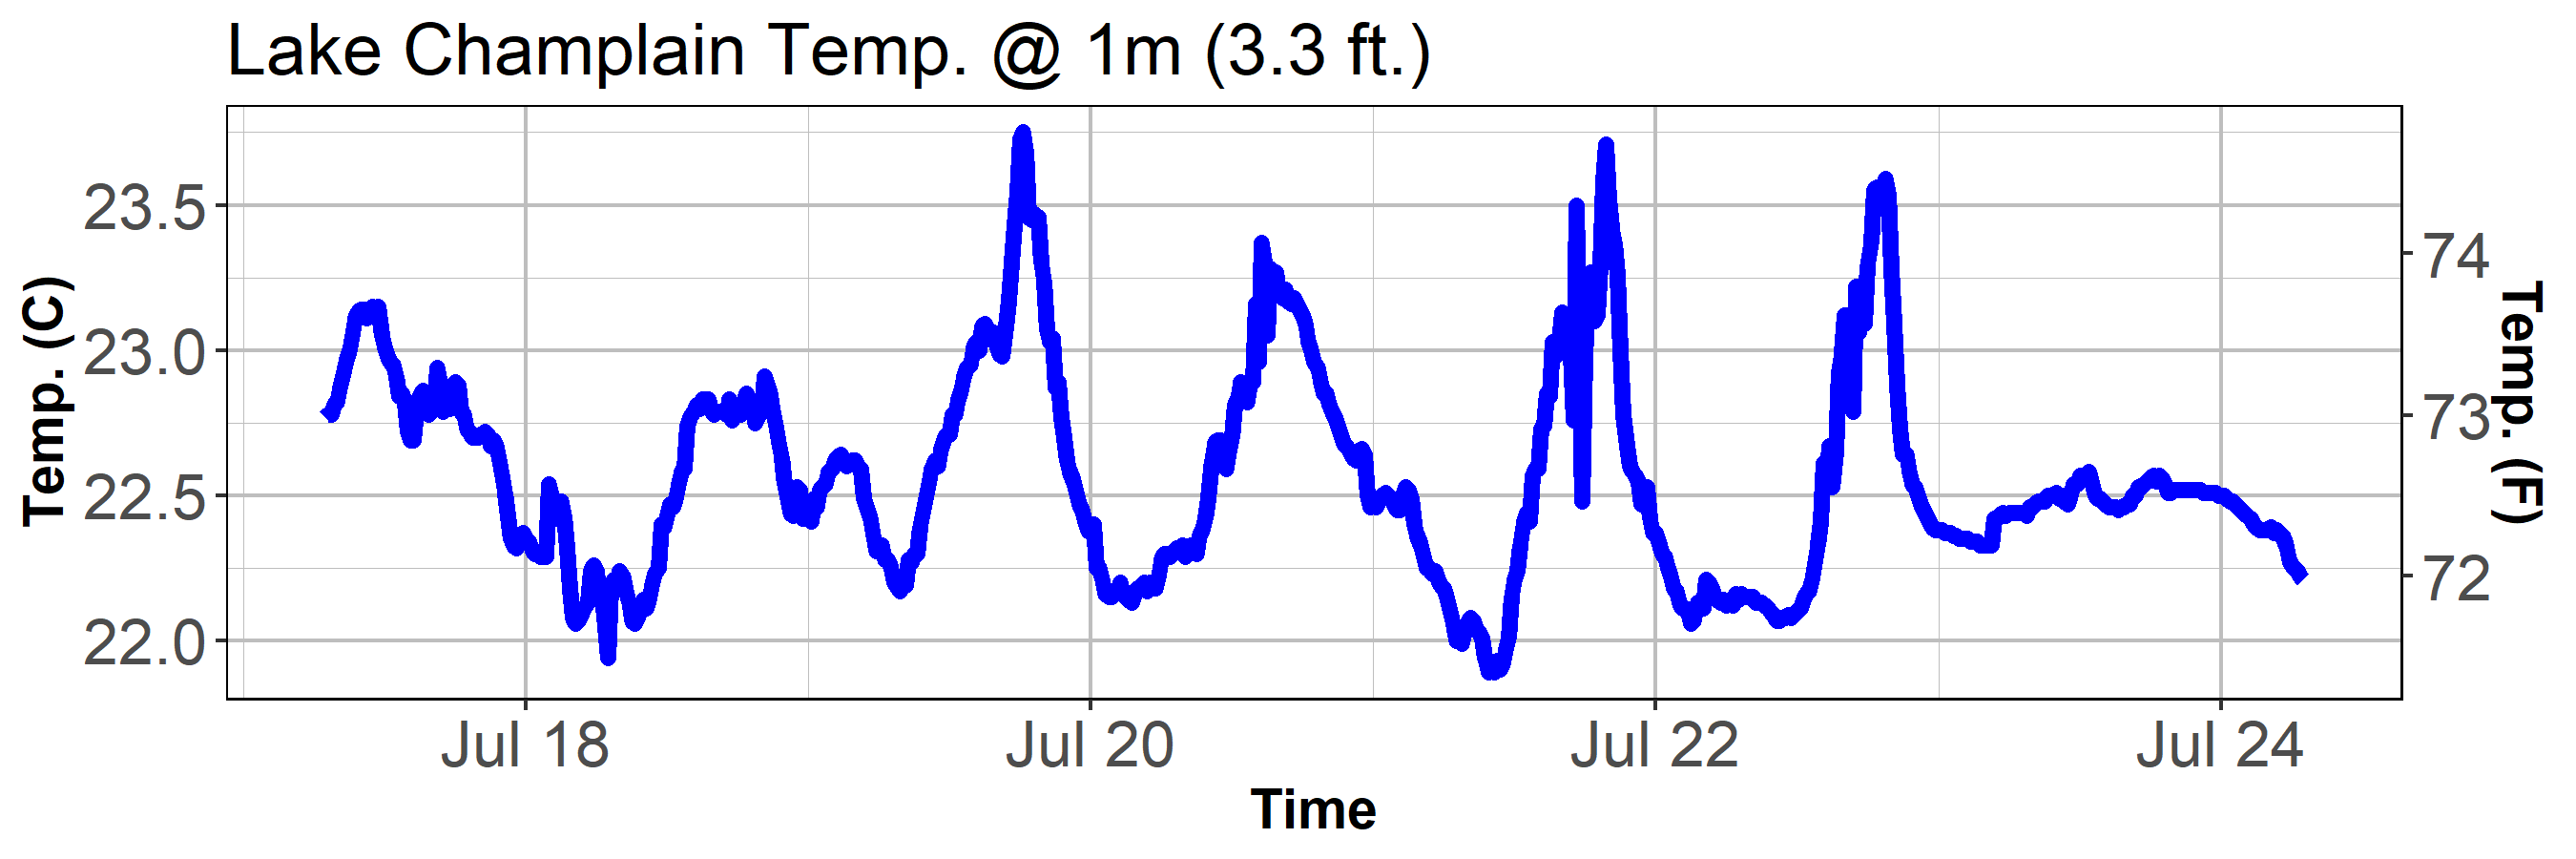 Lake Champlain Temp. @ 1m (3.3 ft.)
Temp. (C)
23.5
23.0
22.5
22.0
74
73
72
Temp. (F)
Jul 18
Jul 20
Jul 22
Jul 24
Time